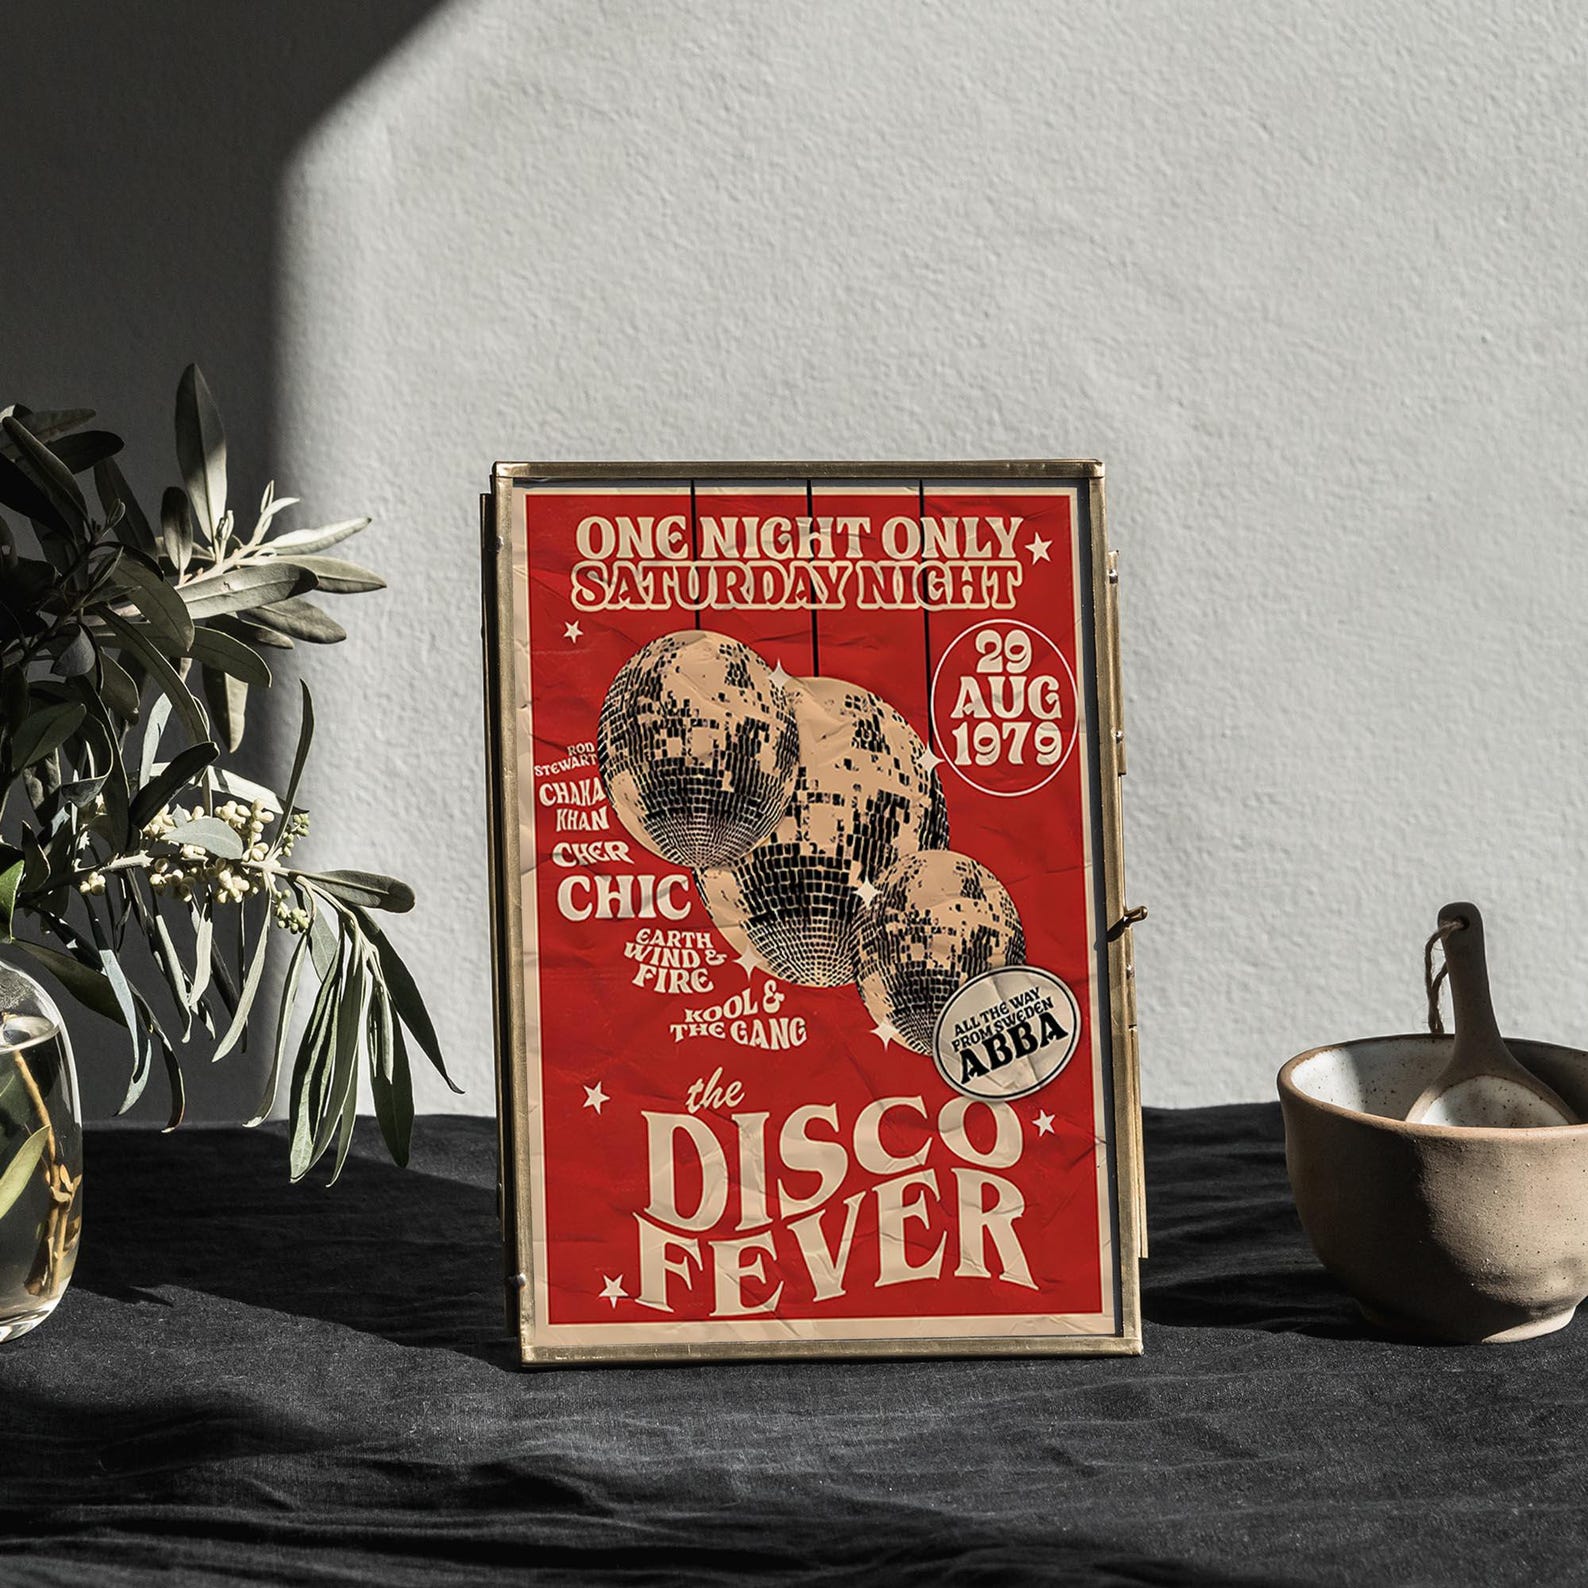 ONE NIGHT ONLY
SATURDAY NIGHT
29
AUG
1979
ROD
STEWART
CHAKA
KHAN
CHER
CHIC
EARTH
WIND &
FIRE
KOOL &
THE GANG
ALL THE WAY
FROM SWEDEN
ABBA
the
DISCO
FEVER